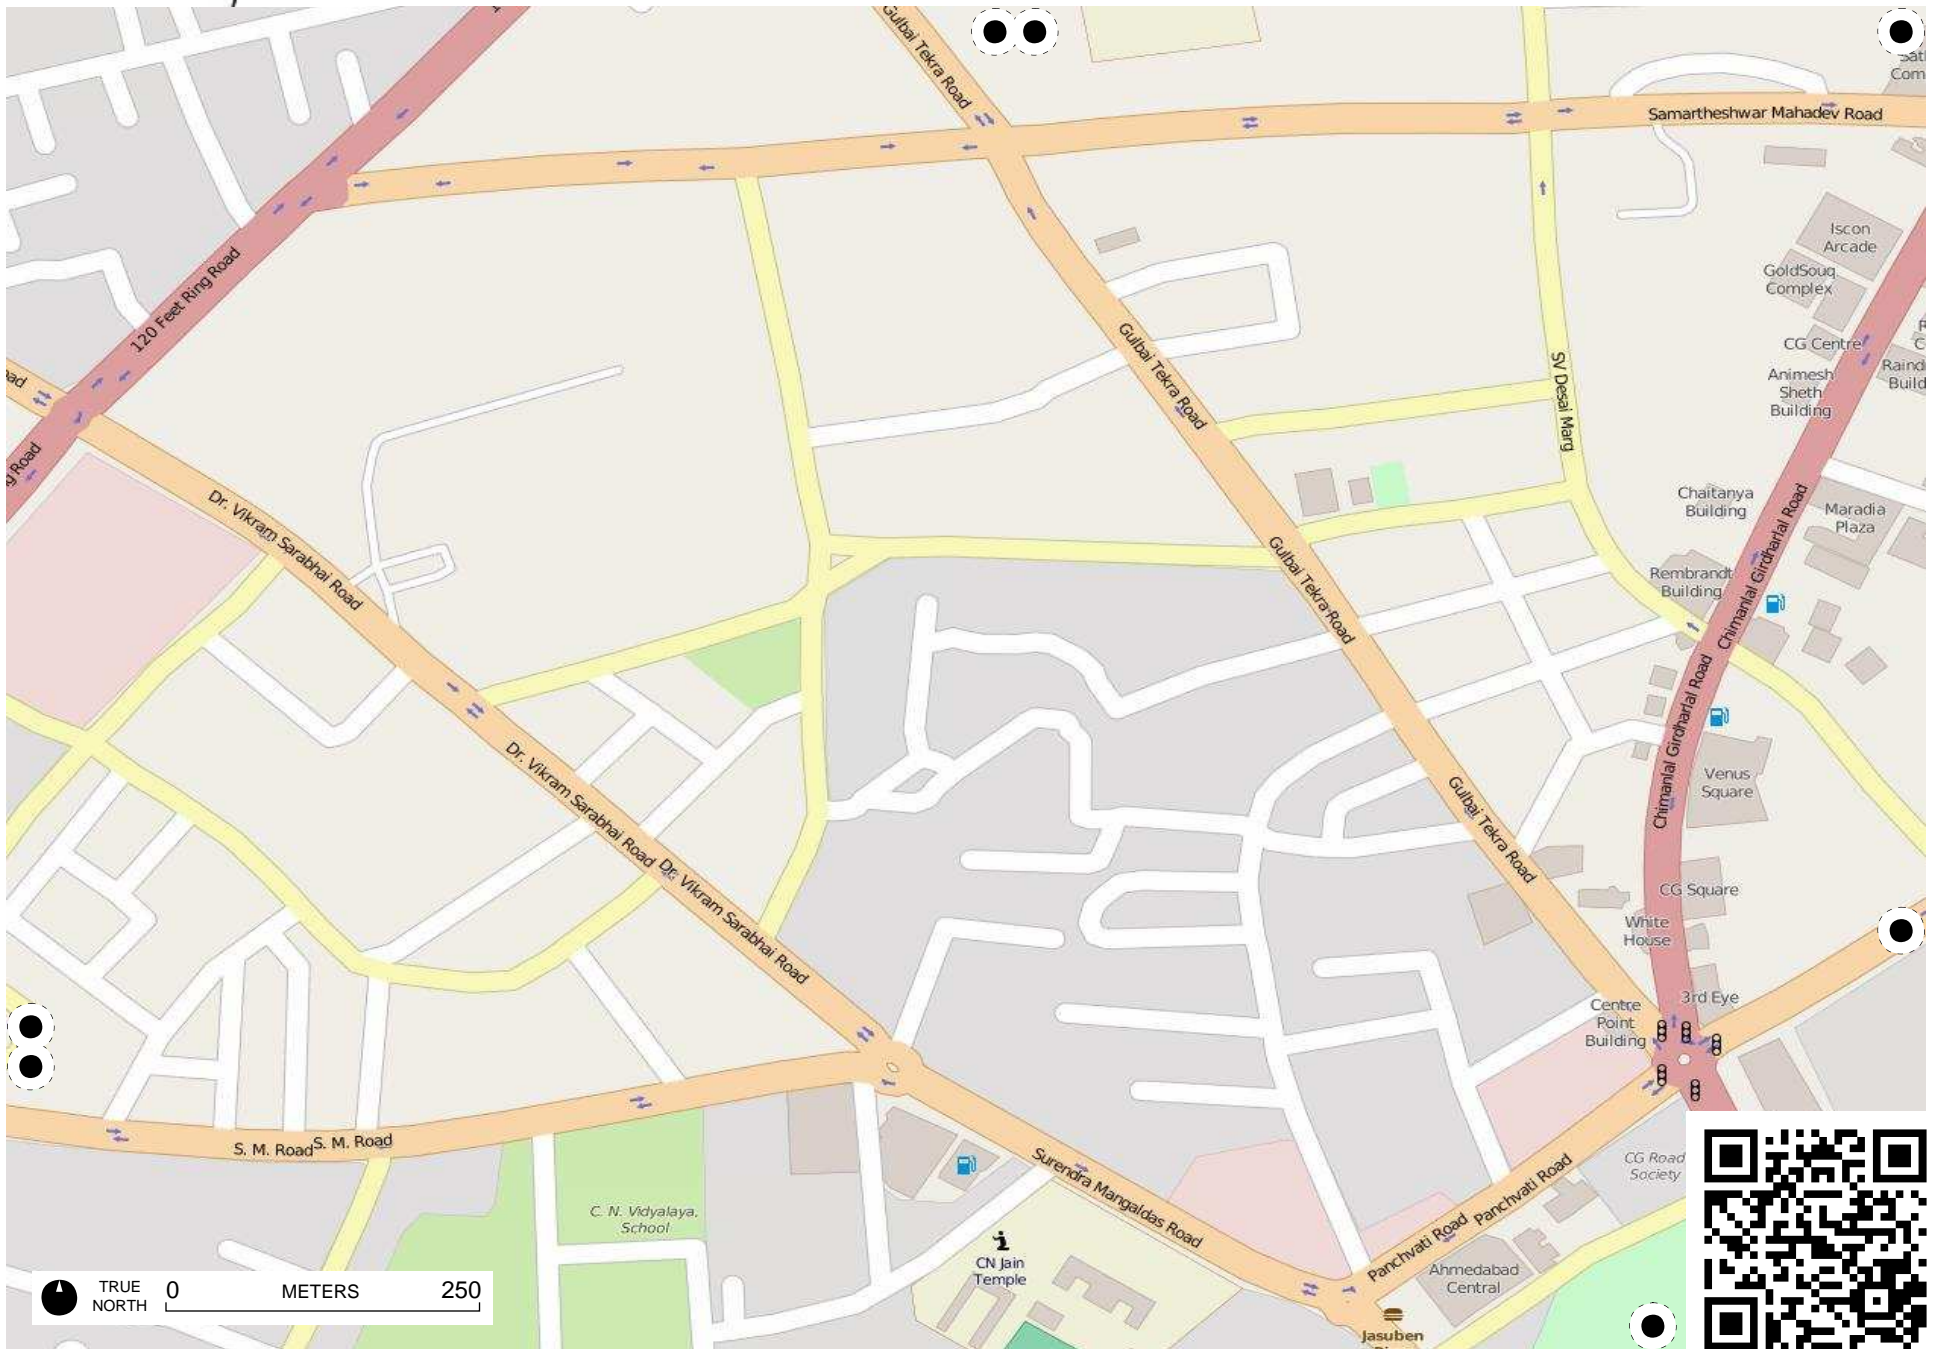 Gulbai Tekra Road
Samartheshwar Mahadev Road
120 Feet Ring Road
Iscon
Arcade
GoldSouq
Complex
CG Centre
Animesh
Sheth
Building
Gulbai Tekra Road
SV Desai Marg
Chaitanya
Building
Maradia
Plaza
Dr. Vikram Sarabhai Road
Gulbai Tekra Road
Rembrandt
Building
Chimanlal Girdharlal Road
Chimanlal Girdharlal Road
Dr. Vikram Sarabhai Road
Dr. Vikram Sarabhai Road
Gulbai Tekra Road
Venus
Square
CG Square
White
House
3rd Eye
Centre
Point
Building
S. M. Road
S. M. Road
Surendra Mangaldas Road
Panchvati Road
Panchvati Road
CG Road
Society
C. N. Vidyalaya,
School
CN Jain
Temple
Ahmedabad
Central
Jasuben
TRUE
NORTH
0 METERS 250